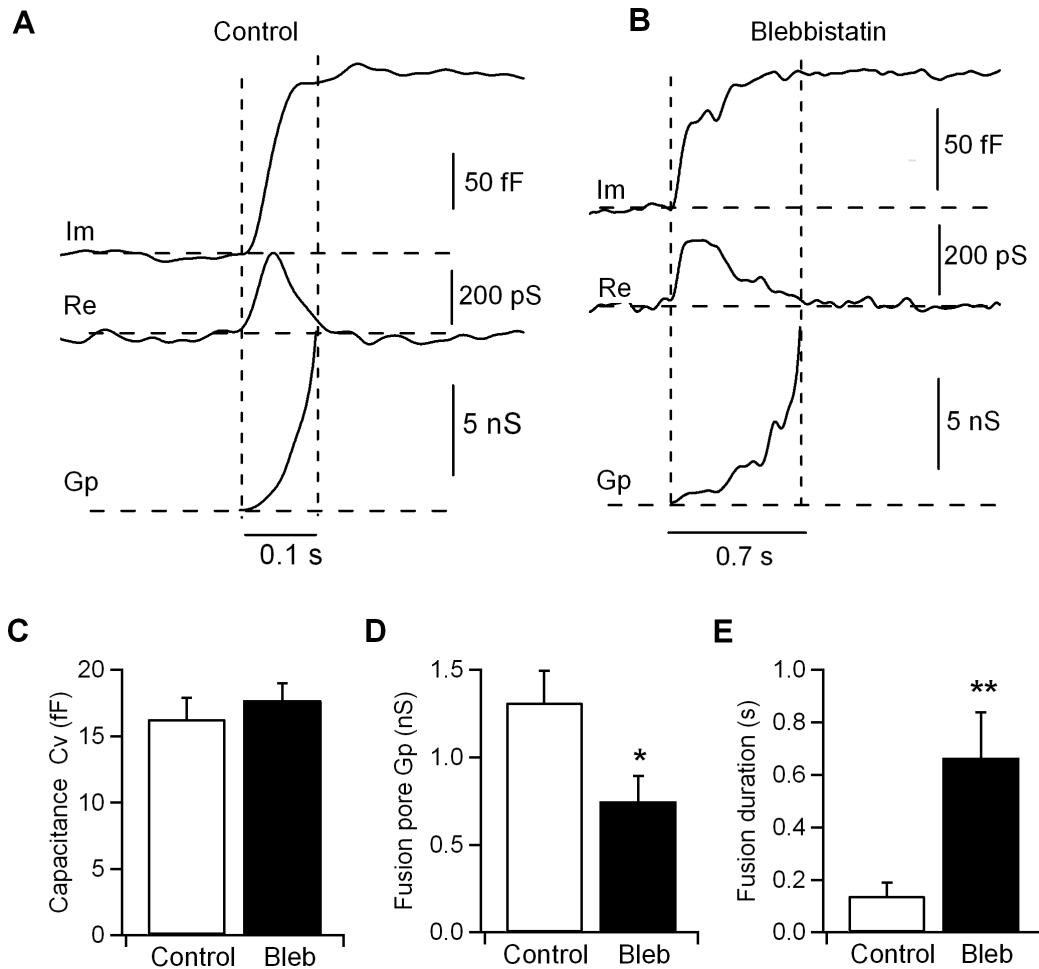 A
Control
Im
50 fF
Re
200 pS
5 nS
Gp
0.1 s
B
Blebbistatin
50 fF
Im
200 pS
Re
5 nS
Gp
0.7 s
C
Capacitance Cv (fF)
20
15
10
5
0
Control Bleb
D
Fusion pore Gp (nS)
1.5
1.0
0.5
0.0
*
Control Bleb
E
Fusion duration (s)
1.0
0.8
0.6
0.4
0.2
0.0
**
Control Bleb